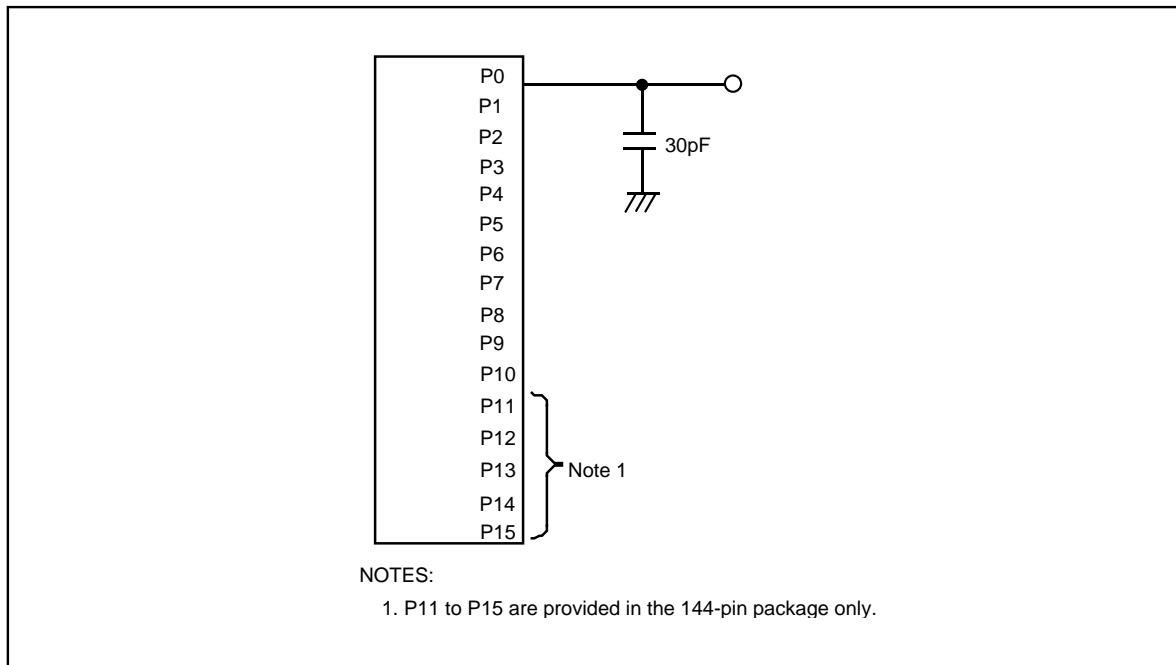 P0
P1
P2
P3
P4
P5
P6
P7
P8
P9
P10
P11
P12
P13
P14
P15
30pF
Note 1
NOTES:
1. P11 to P15 are provided in the 144-pin package only.